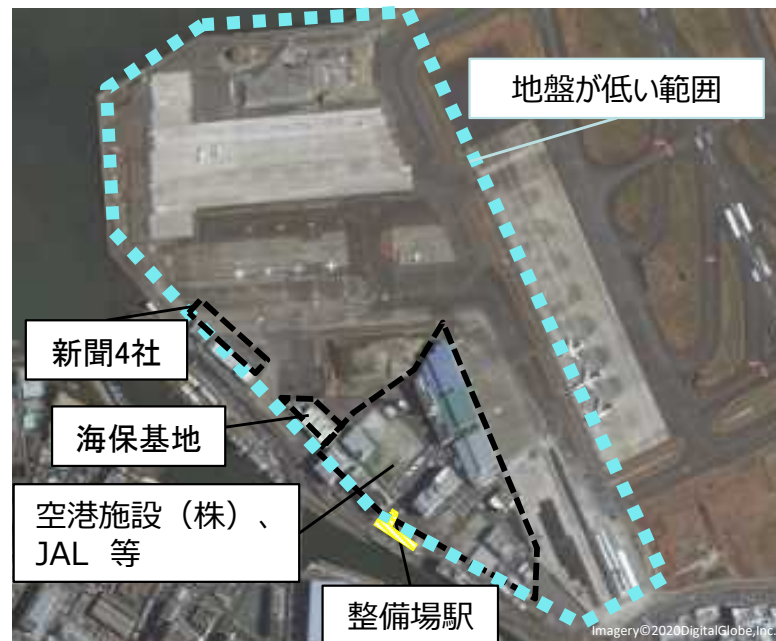 地盤が低い範囲
新聞4社
海保基地
空港施設（株）、
JAL 等
整備場駅
Imagery©2020DigitalGlobe,Inc.